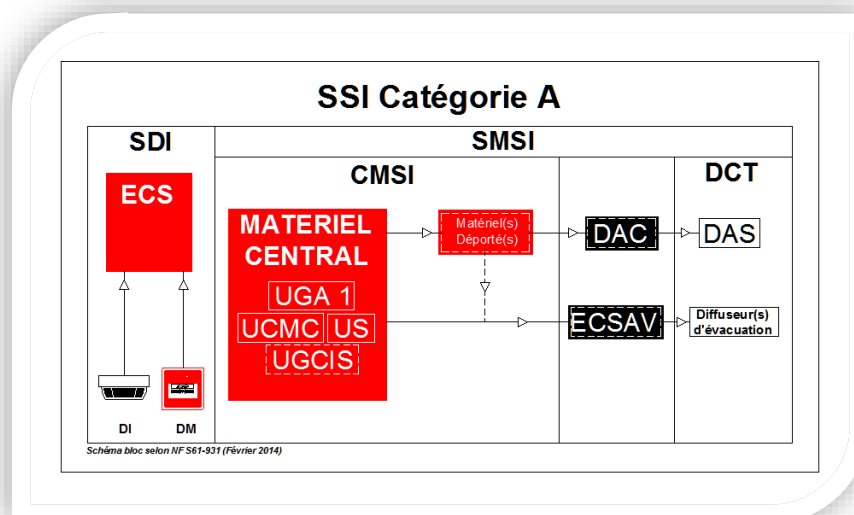 SSI Catégorie A
SDI
SMSI
ECS
CMSI
DCT
MATERIEL
CENTRAL
Matériel(s)
Déporté(s)
DAC
DAS
UGA 1
UCMC US
UGCIS
ECSAV
Diffuseur(s)
d'évacuation
DI
DM
Schéma bloc selon NF S61-931 (Février 2014)